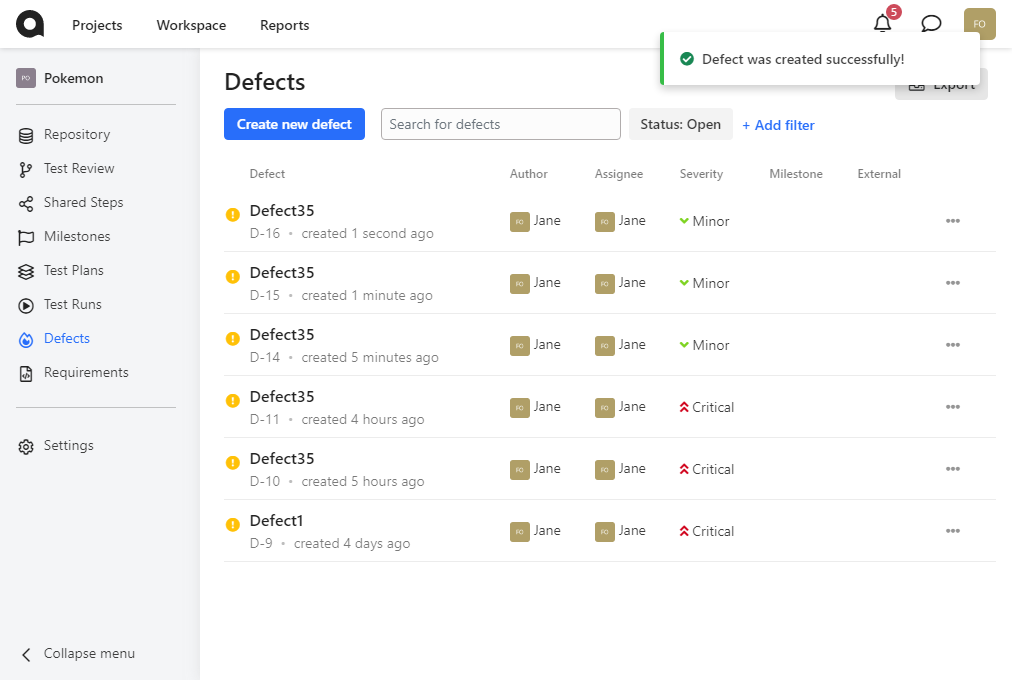 Projects
Workspace
Reports
5
FO
Defect was created successfully!
PO Pokemon
Repository
Test Review
Shared Steps
Milestones
Test Plans
Test Runs
Defects
Requirements
Settings
Collapse menu
Defects
Export
Create new defect
Search for defects
Status: Open
+ Add filter
Defect Author Assignee Severity Milestone External
Defect35
D-16 • created 1 second ago
FO Jane FO Jane Minor
Defect35
D-15 • created 1 minute ago
FO Jane FO Jane Minor
Defect35
D-14 • created 5 minutes ago
FO Jane FO Jane Minor
Defect35
D-11 • created 4 hours ago
FO Jane FO Jane Critical
Defect35
D-10 • created 5 hours ago
FO Jane FO Jane Critical
Defect1
D-9 • created 4 days ago
FO Jane FO Jane Critical